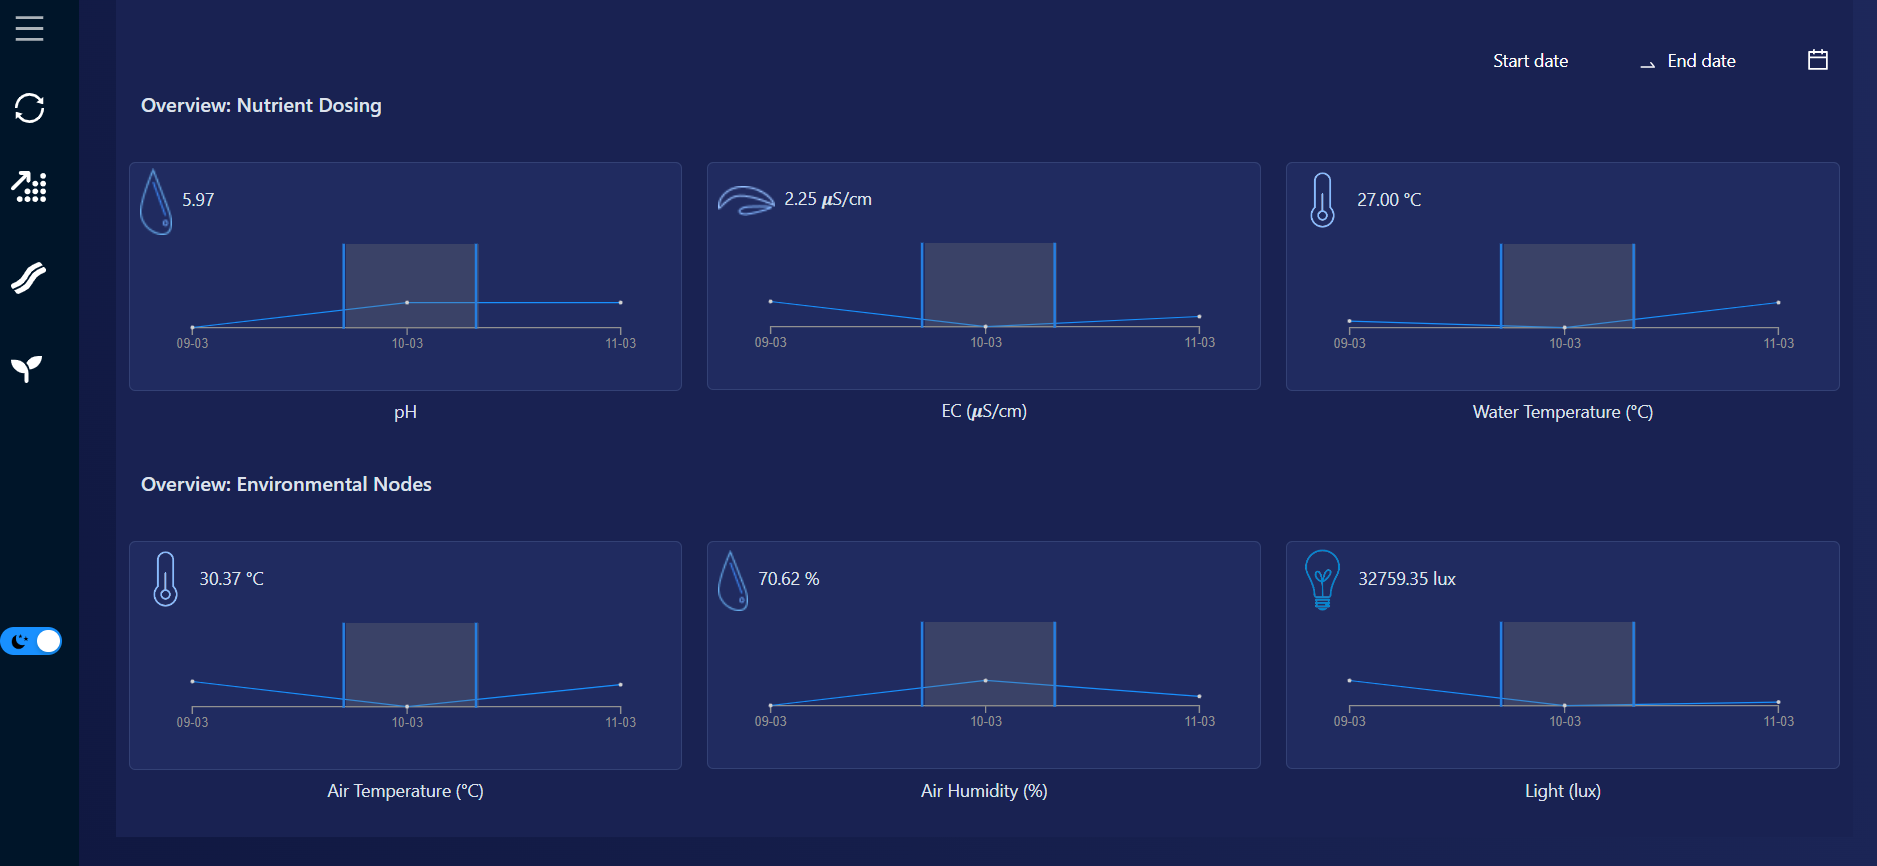 Start date → End date
Overview: Nutrient Dosing
5.97
09-03 10-03 11-03
pH
2.25 μS/cm
09-03 10-03 11-03
EC (μS/cm)
27.00 °C
09-03 10-03 11-03
Water Temperature (°C)
Overview: Environmental Nodes
30.37 °C
09-03 10-03 11-03
Air Temperature (°C)
70.62 %
09-03 10-03 11-03
Air Humidity (%)
32759.35 lux
09-03 10-03 11-03
Light (lux)